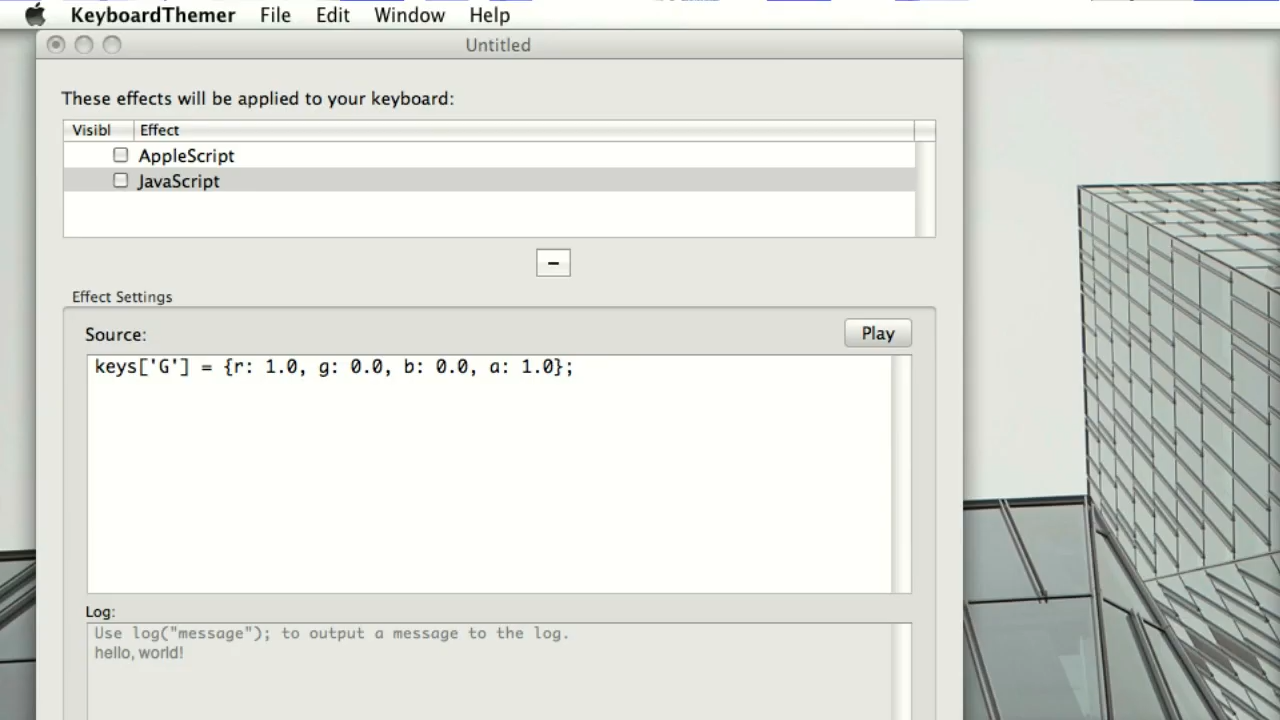 KeyboardThemer File Edit Window Help
Untitled
These effects will be applied to your keyboard:
Visibl Effect
AppleScript
JavaScript
Effect Settings
Source:
Play
keys['G'] = {r: 1.0, g: 0.0, b: 0.0, a: 1.0};
Log:
Use log("message"); to output a message to the log.
hello, world!